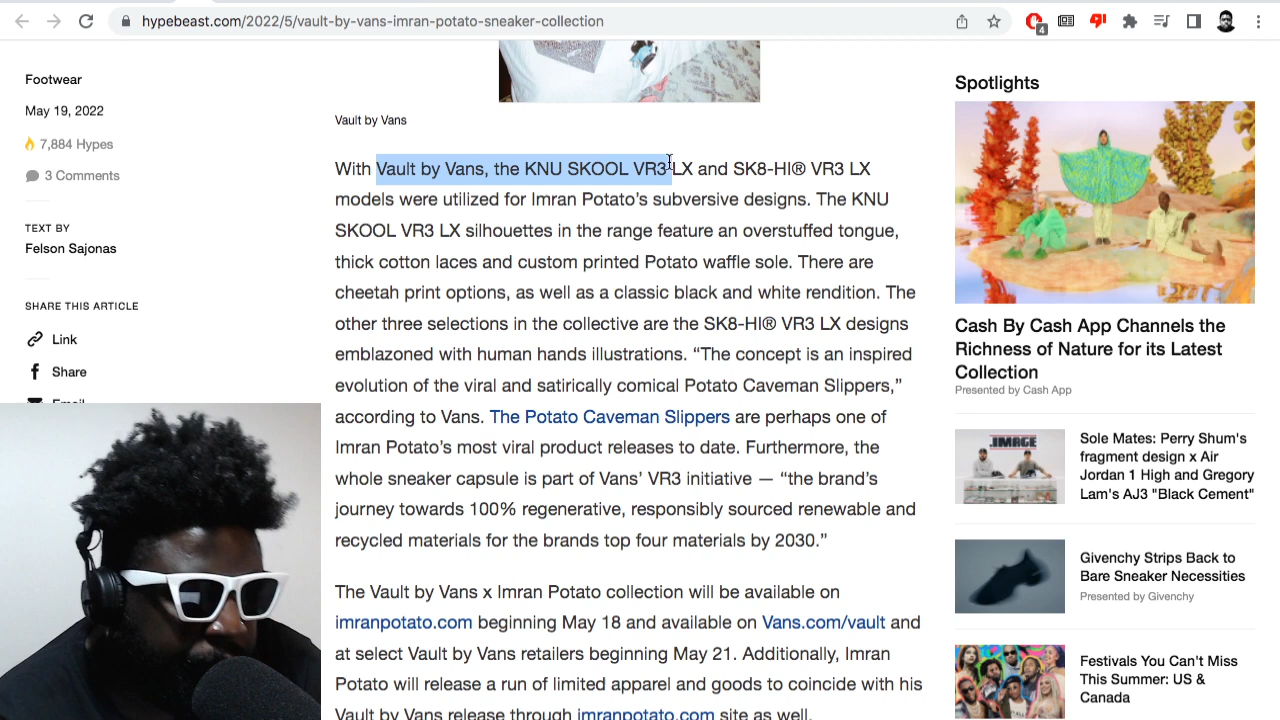 hypebeast.com/2022/5/vault-by-vans-imran-potato-sneaker-collection
4
Footwear
May 19, 2022
7,884 Hypes
3 Comments
TEXT BY
Felson Sajonas
SHARE THIS ARTICLE
Link
Share
Email
Vault by Vans
With Vault by Vans, the KNU SKOOL VR3 LX and SK8-HI® VR3 LX
models were utilized for Imran Potato’s subversive designs. The KNU
SKOOL VR3 LX silhouettes in the range feature an overstuffed tongue,
thick cotton laces and custom printed Potato waffle sole. There are
cheetah print options, as well as a classic black and white rendition. The
other three selections in the collective are the SK8-HI® VR3 LX designs
emblazoned with human hands illustrations. “The concept is an inspired
evolution of the viral and satirically comical Potato Caveman Slippers,”
according to Vans. The Potato Caveman Slippers are perhaps one of
Imran Potato’s most viral product releases to date. Furthermore, the
whole sneaker capsule is part of Vans’ VR3 initiative — “the brand’s
journey towards 100% regenerative, responsibly sourced renewable and
recycled materials for the brands top four materials by 2030.”
The Vault by Vans x Imran Potato collection will be available on
imranpotato.com beginning May 18 and available on Vans.com/vault and
at select Vault by Vans retailers beginning May 21. Additionally, Imran
Potato will release a run of limited apparel and goods to coincide with his
Vault by Vans release through imranpotato.com site as well.
Spotlights
Cash By Cash App Channels the
Richness of Nature for its Latest
Collection
Presented by Cash App
JMAGE
Sole Mates: Perry Shum's
fragment design x Air
Jordan 1 High and Gregory
Lam's AJ3 "Black Cement"
Givenchy Strips Back to
Bare Sneaker Necessities
Presented by Givenchy
Festivals You Can't Miss
This Summer: US &
Canada